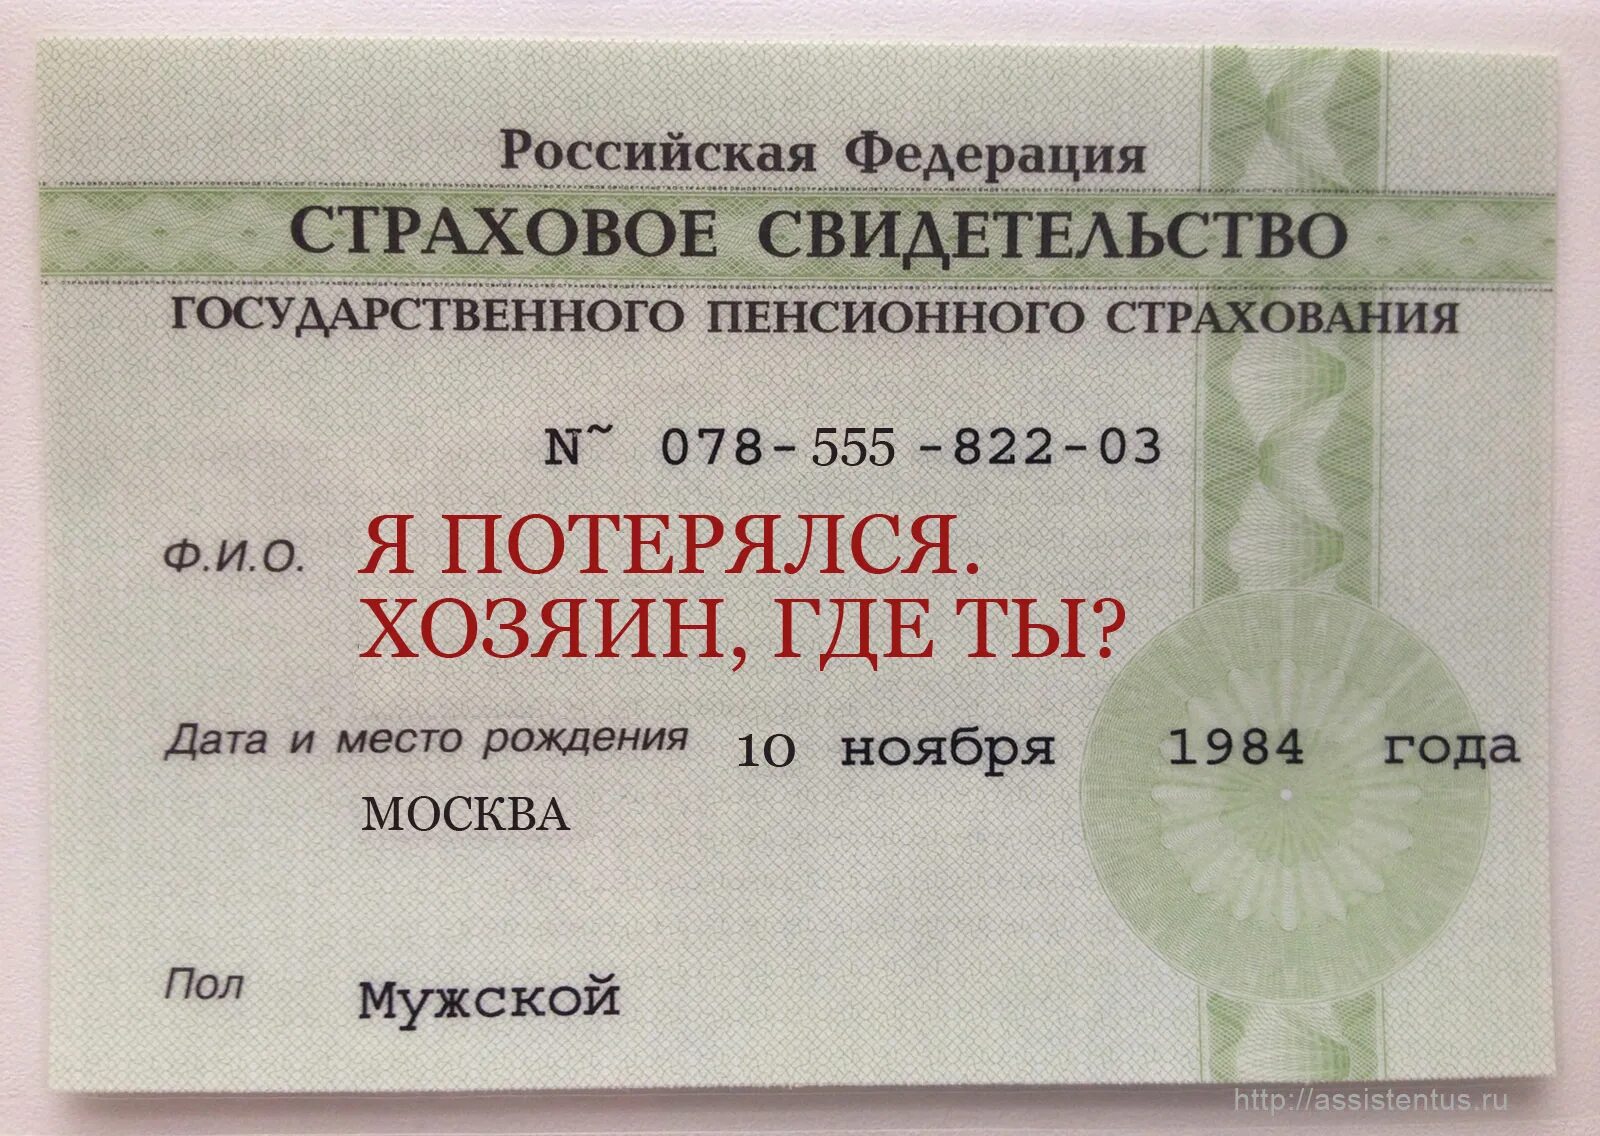 Российская Федерация
СТРАХОВОЕ СВИДЕТЕЛЬСТВО
ГОСУДАРСТВЕННОГО ПЕНСИОННОГО СТРАХОВАНИЯ
N~ 078-555-822-03
Ф.И.О. Я ПОТЕРЯЛСЯ.
ХОЗЯИН, ГДЕ ТЫ?
Дата и место рождения 10 ноября 1984 года
МОСКВА
Пол Мужской
http://assistentus.ru